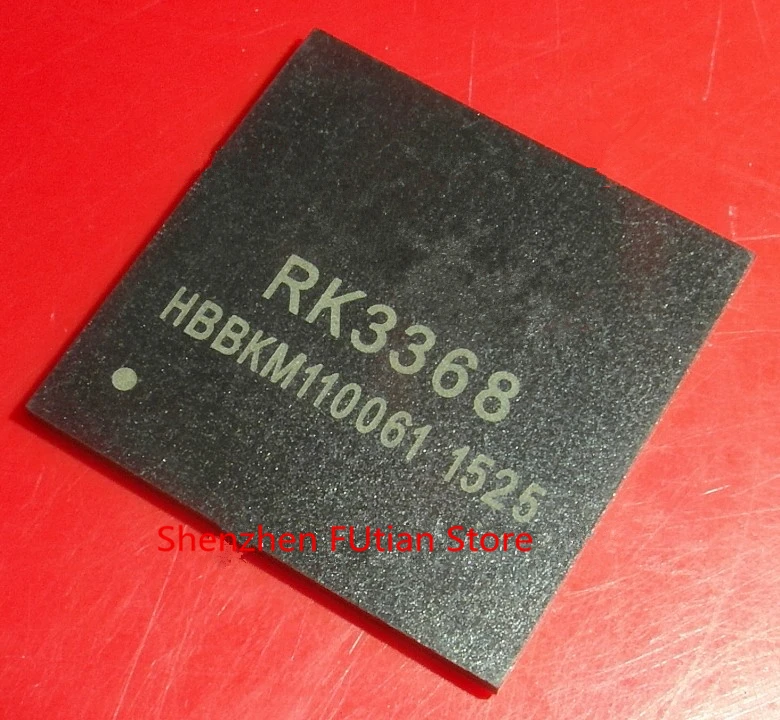 RK3368
HBBKM110061 1525
Shenzhen FUtian Store